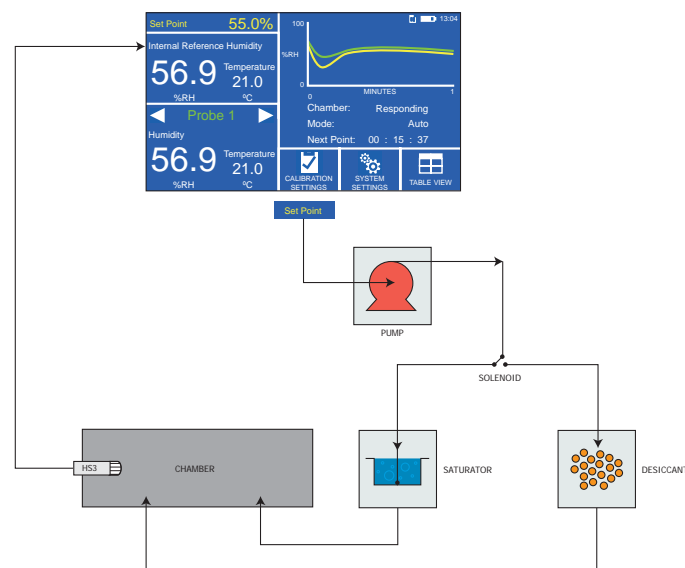 Set Point 55.0%
Internal Reference Humidity
56.9 Temperature
21.0
%RH ºC
Probe 1
Humidity
56.9 Temperature
21.0
%RH ºC
13:04
100
%RH
0
0 MINUTES 1
Chamber: Responding
Mode: Auto
Next Point: 00 : 15 : 37
CALIBRATION
SETTINGS
SYSTEM
SETTINGS
TABLE VIEW
Set Point
PUMP
SOLENOID
HS3
CHAMBER
SATURATOR
DESICCANT